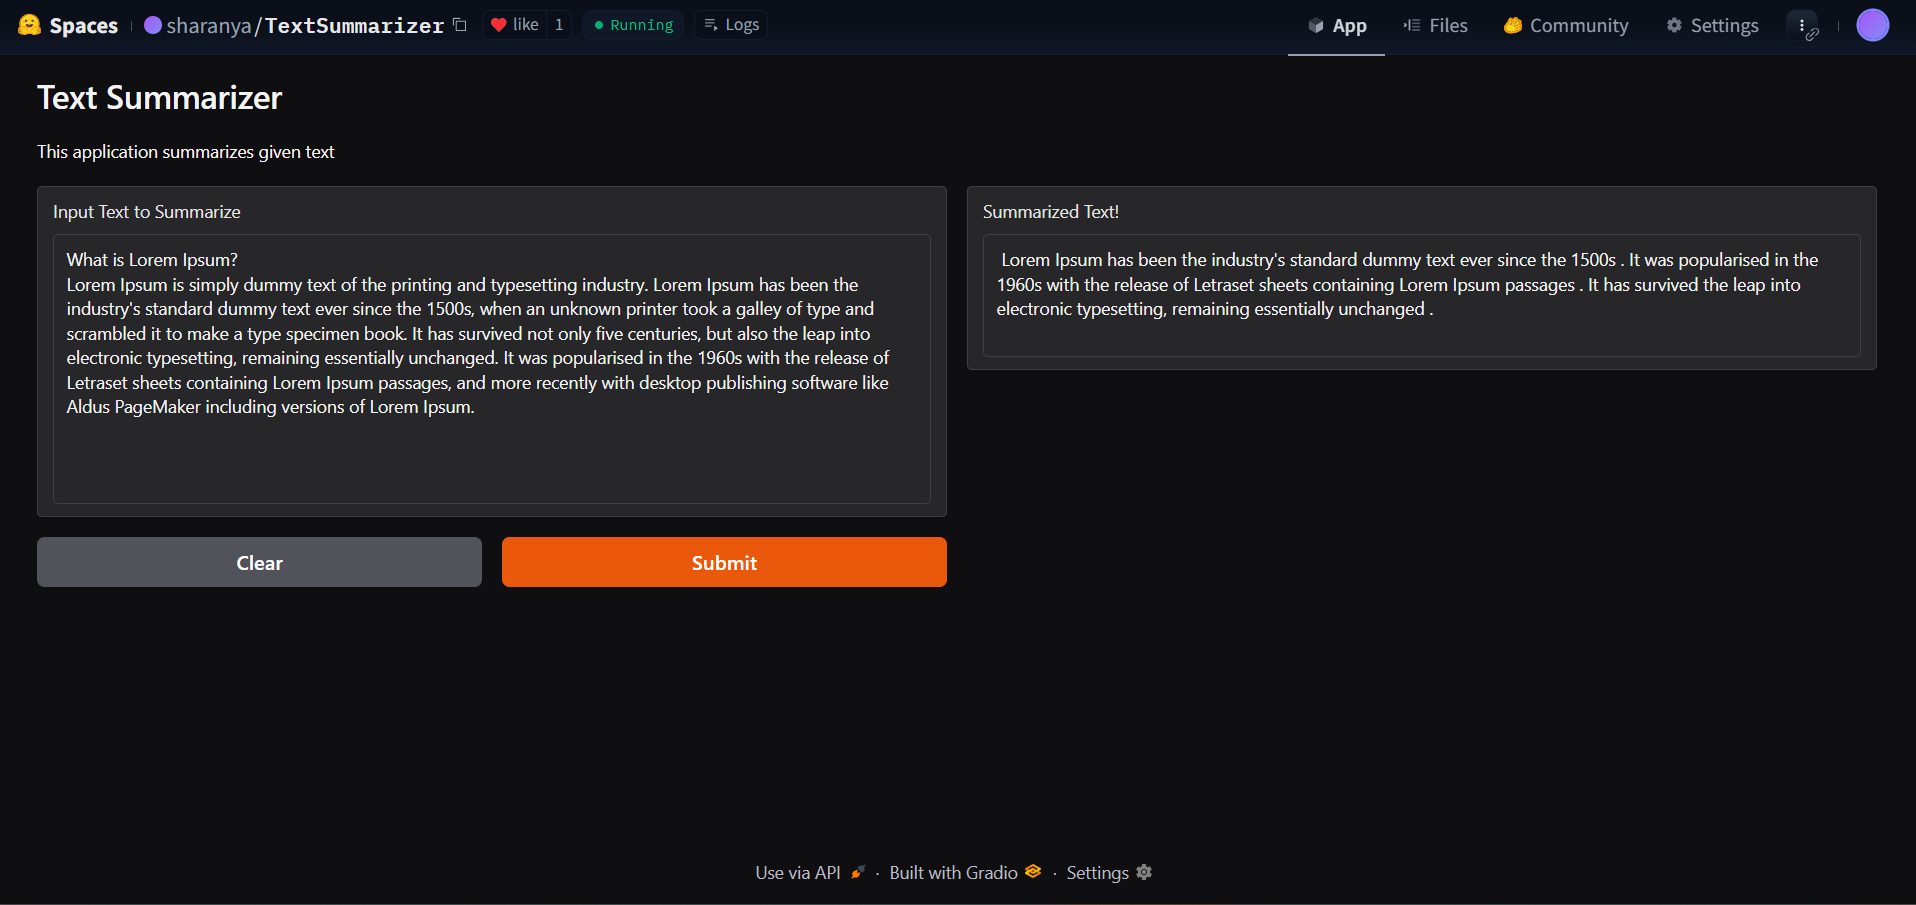 Spaces sharanya/TextSummarizer like 1 Running Logs App Files Community Settings
Text Summarizer
This application summarizes given text
Input Text to Summarize
What is Lorem Ipsum?
Lorem Ipsum is simply dummy text of the printing and typesetting industry. Lorem Ipsum has been the
industry's standard dummy text ever since the 1500s, when an unknown printer took a galley of type and
scrambled it to make a type specimen book. It has survived not only five centuries, but also the leap into
electronic typesetting, remaining essentially unchanged. It was popularised in the 1960s with the release of
Letraset sheets containing Lorem Ipsum passages, and more recently with desktop publishing software like
Aldus PageMaker including versions of Lorem Ipsum.
Clear
Submit
Summarized Text!
Lorem Ipsum has been the industry's standard dummy text ever since the 1500s . It was popularised in the
1960s with the release of Letraset sheets containing Lorem Ipsum passages . It has survived the leap into
electronic typesetting, remaining essentially unchanged .
Use via API · Built with Gradio · Settings